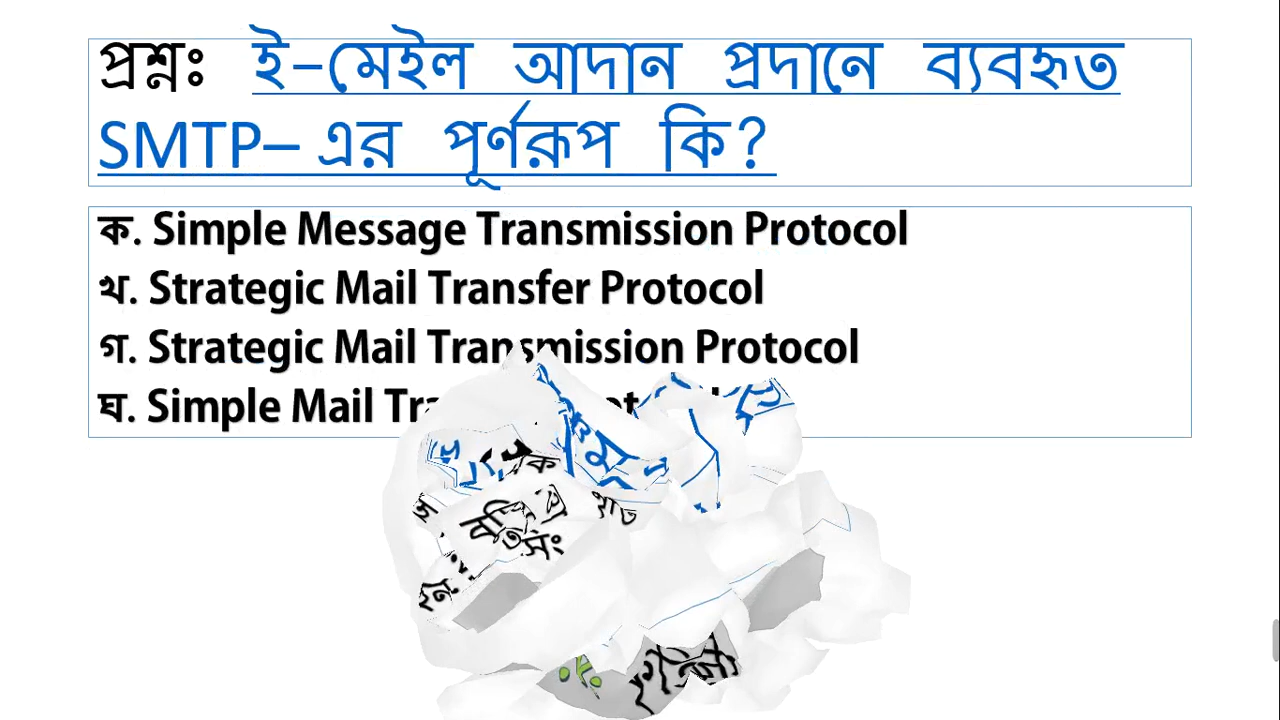 প্রশ্নঃ ই-মেইল আদান প্রদানে ব্যবহৃত
SMTP- এর পূর্ণরূপ কি?
ক. Simple Message Transmission Protocol
খ. Strategic Mail Transfer Protocol
গ. Strategic Mail Transmission Protocol
ঘ. Simple Mail